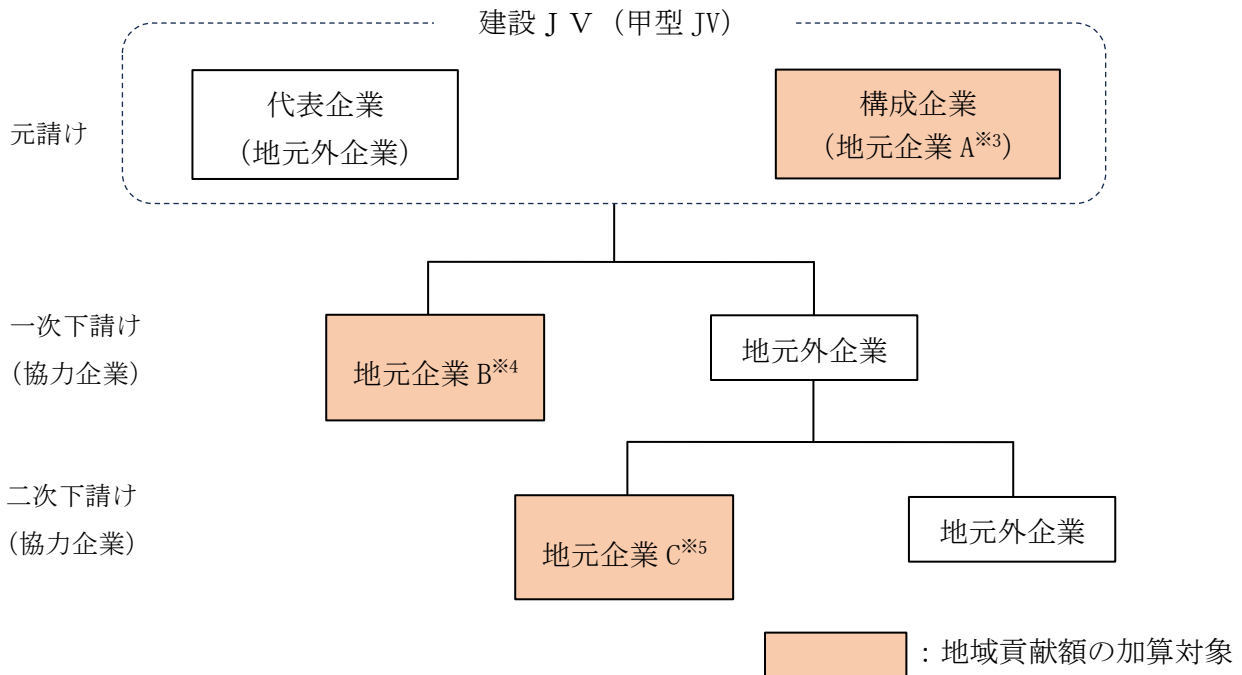 建設ＪＶ（甲型 JV）
元請け
代表企業
（地元外企業）
構成企業
（地元企業 A※3）
一次下請け
（協力企業）
地元企業 B※4
地元外企業
二次下請け
（協力企業）
地元企業 C※5
地元外企業
：地域貢献額の加算対象